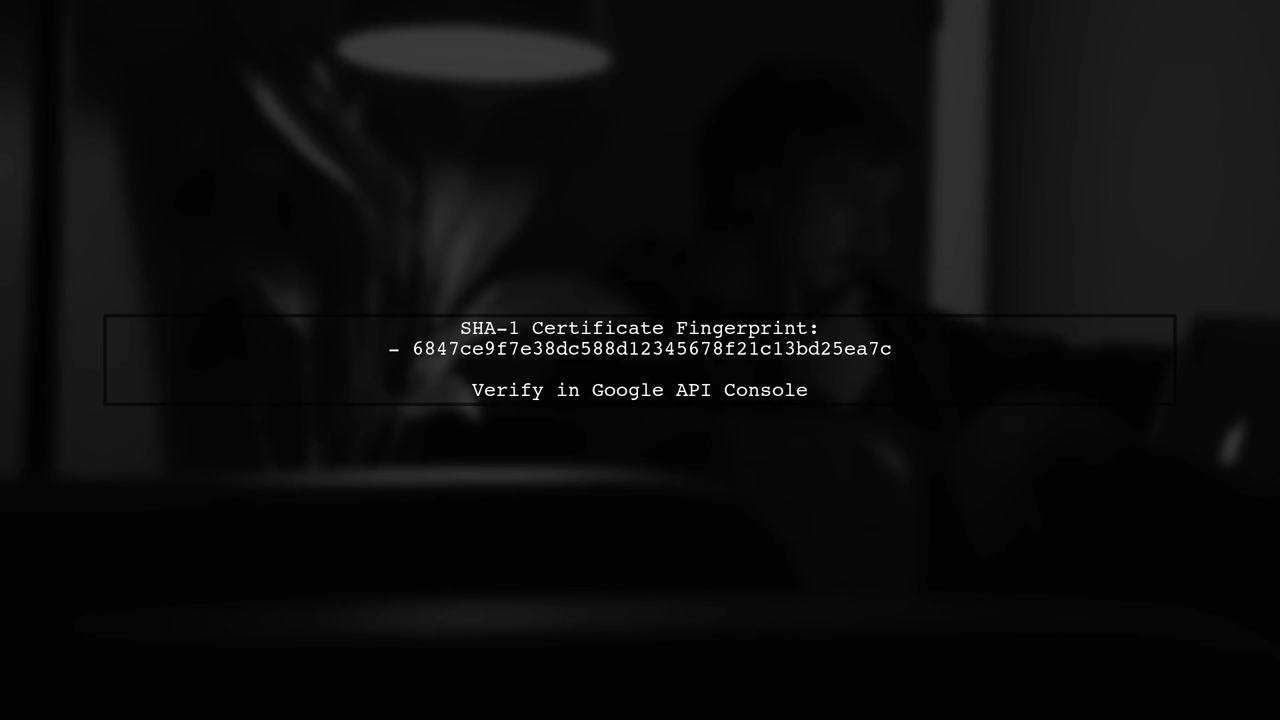 SHA-1 Certificate Fingerprint:
- 6847ce9f7e38dc588d12345678f21c13bd25ea7c
Verify in Google API Console